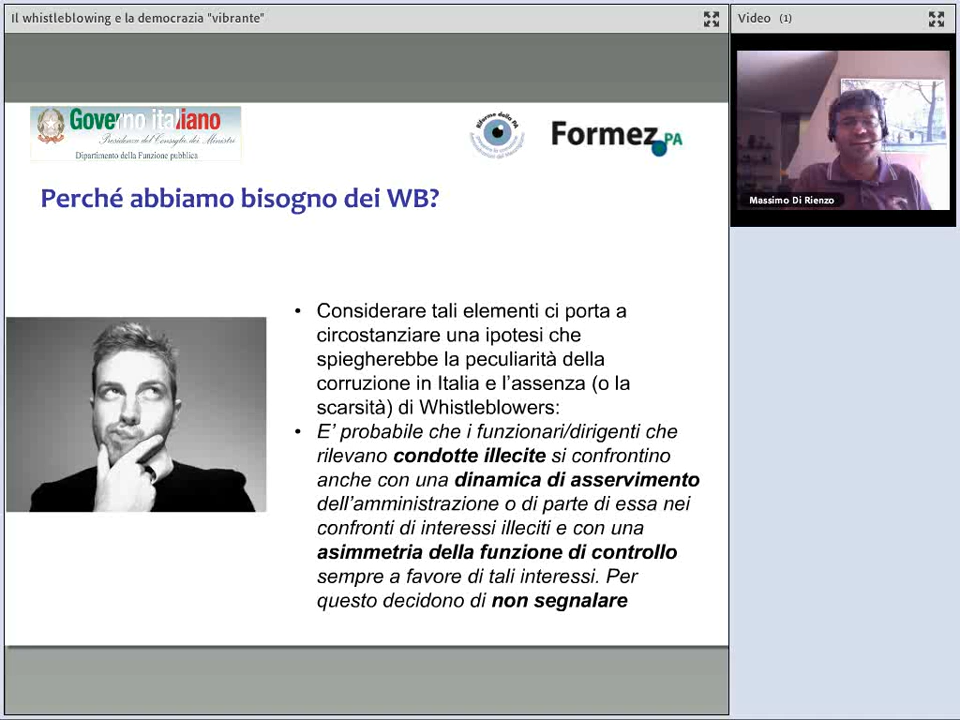 Il whistleblowing e la democrazia "vibrante"
Video (1)
Governo italiano
Presidenza del Consiglio dei Ministri
Dipartimento della Funzione pubblica
Riforma della PA
Formez PA
Massimo Di Rienzo
Perché abbiamo bisogno dei WB?
• Considerare tali elementi ci porta a
circostanziare una ipotesi che
spiegherebbe la peculiarità della
corruzione in Italia e l'assenza (o la
scarsità) di Whistleblowers:
• E' probabile che i funzionari/dirigenti che
rilevano condotte illecite si confrontino
anche con una dinamica di asservimento
dell'amministrazione o di parte di essa nei
confronti di interessi illeciti e con una
asimmetria della funzione di controllo
sempre a favore di tali interessi. Per
questo decidono di non segnalare